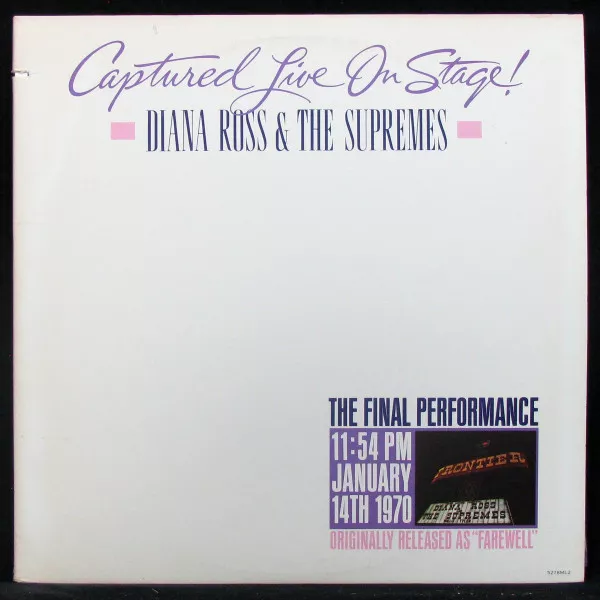 Captured Live On Stage!
DIANA ROSS & THE SUPREMES
THE FINAL PERFORMANCE
11:54 PM
JANUARY
14TH 1970
FRONTIER
DIANA ROSS
THE SUPREMES
ORIGINALLY RELEASED AS "FAREWELL"